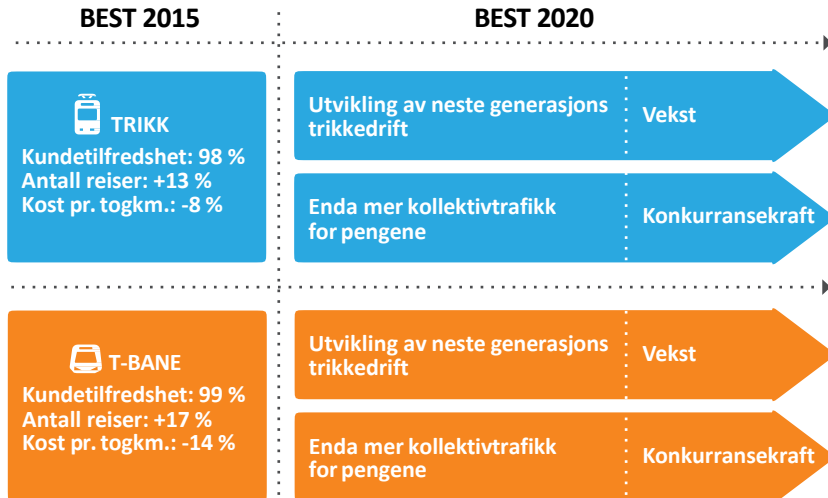 BEST 2015
BEST 2020
TRIKK
Kundetilfredshet: 98 %
Antall reiser: +13 %
Kost pr. togkm.: -8 %
Utvikling av neste generasjons
trikkedrift
Vekst
Enda mer kollektivtrafikk
for pengene
Konkurransekraft
T-BANE
Kundetilfredshet: 99 %
Antall reiser: +17 %
Kost pr. togkm.: -14 %
Utvikling av neste generasjons
trikkedrift
Vekst
Enda mer kollektivtrafikk
for pengene
Konkurransekraft